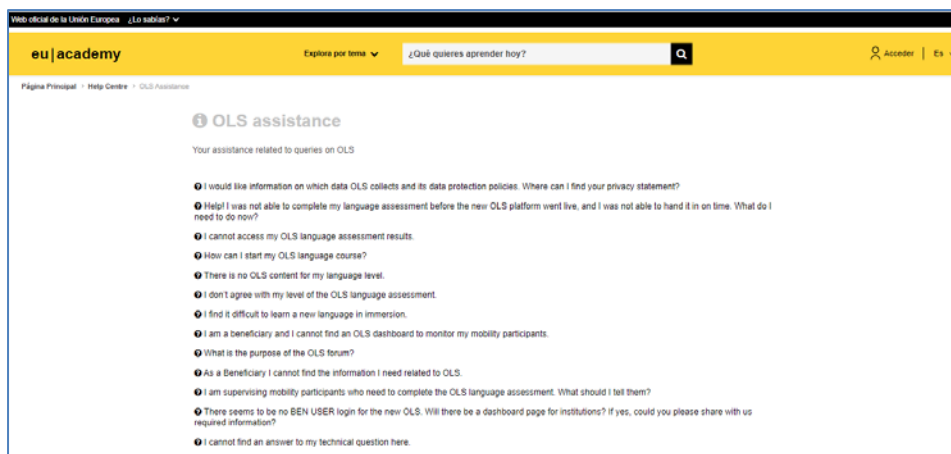 Web oficial de la Unión Europea ¿Lo sabías?
eu|academy Explora por tema ¿Qué quieres aprender hoy? Acceder | Es
Página Principal > Help Centre > OLS Assistance
OLS assistance
Your assistance related to queries on OLS
I would like information on which data OLS collects and its data protection policies. Where can I find your privacy statement?
Help! I was not able to complete my language assessment before the new OLS platform went live, and I was not able to hand it in on time. What do I
need to do now?
I cannot access my OLS language assessment results.
How can I start my OLS language course?
There is no OLS content for my language level.
I don't agree with my level of the OLS language assessment.
I find it difficult to learn a new language in immersion.
I am a beneficiary and I cannot find an OLS dashboard to monitor my mobility participants.
What is the purpose of the OLS forum?
As a Beneficiary I cannot find the information I need related to OLS.
I am supervising mobility participants who need to complete the OLS language assessment. What should I tell them?
There seems to be no BEN USER login for the new OLS. Will there be a dashboard page for institutions? If yes, could you please share with us
required information?
I cannot find an answer to my technical question here.